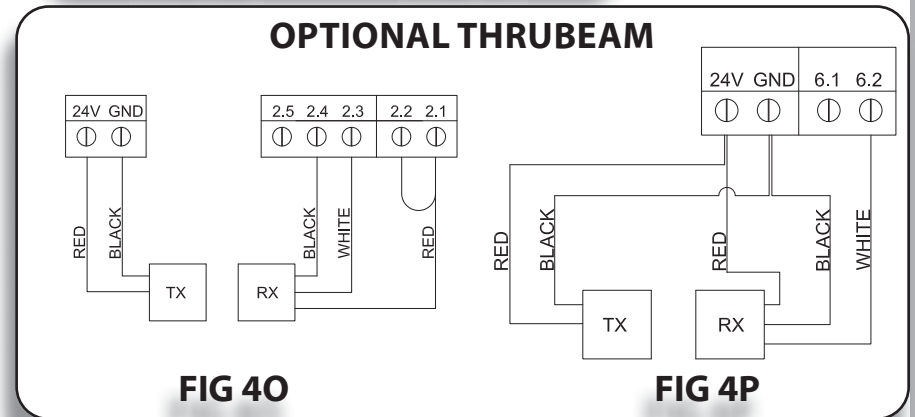 OPTIONAL THRUBEAM
24V GND
2.5 2.4 2.3 2.2 2.1
RED
BLACK
BLACK
WHITE
RED
TX
RX
FIG 4O
24V GND 6.1 6.2
RED
BLACK
RED
BLACK
WHITE
TX
RX
FIG 4P